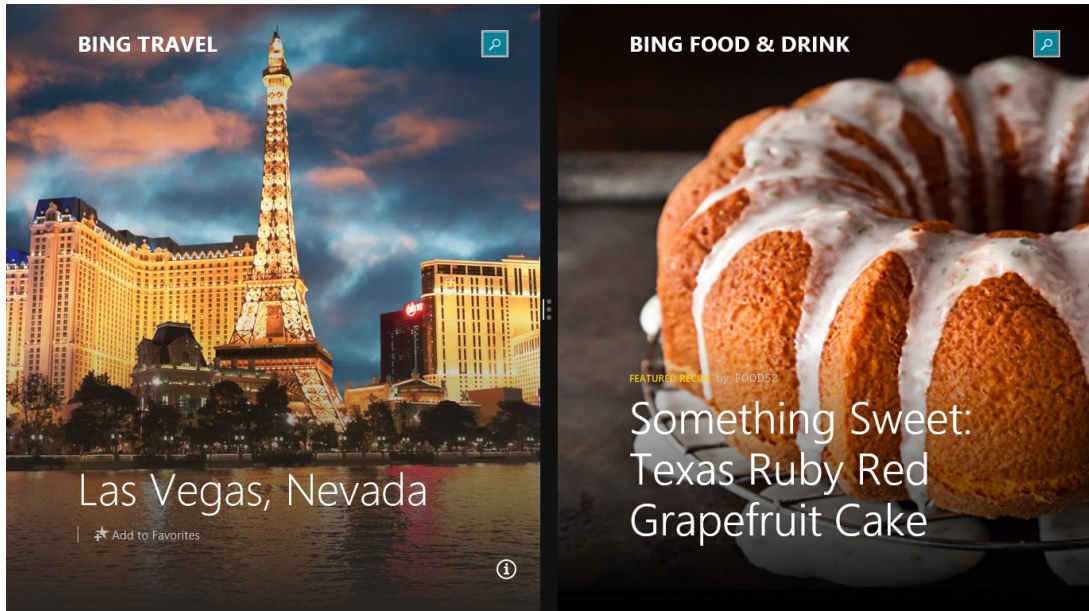 BING TRAVEL
Las Vegas, Nevada
Add to Favorites
BING FOOD & DRINK
FEATURED RECIPE by FOOD52
Something Sweet:
Texas Ruby Red
Grapefruit Cake